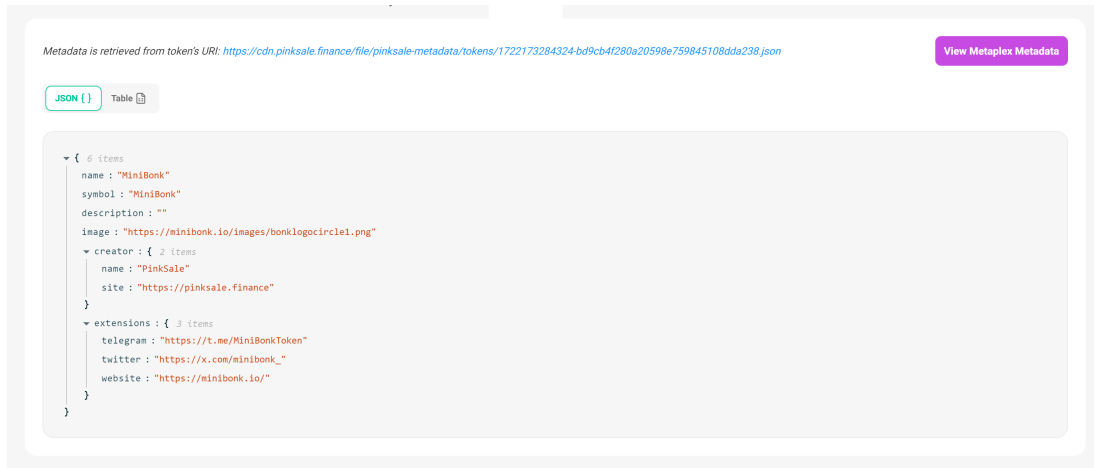 Metadata is retrieved from token's URI: https://cdn.pinksale.finance/file/pinksale-metadata/tokens/1722173284324-bd9cb4f280a20598e759845108dda238.json
View Metaplex Metadata
JSON { }
Table
{ 6 items
name : "MiniBonk"
symbol : "MiniBonk"
description : ""
image : "https://minibonk.io/images/bonklogocircle1.png"
creator : { 2 items
name : "PinkSale"
site : "https://pinksale.finance"
}
extensions : { 3 items
telegram : "https://t.me/MiniBonkToken"
twitter : "https://x.com/minibonk_"
website : "https://minibonk.io/"
}
}